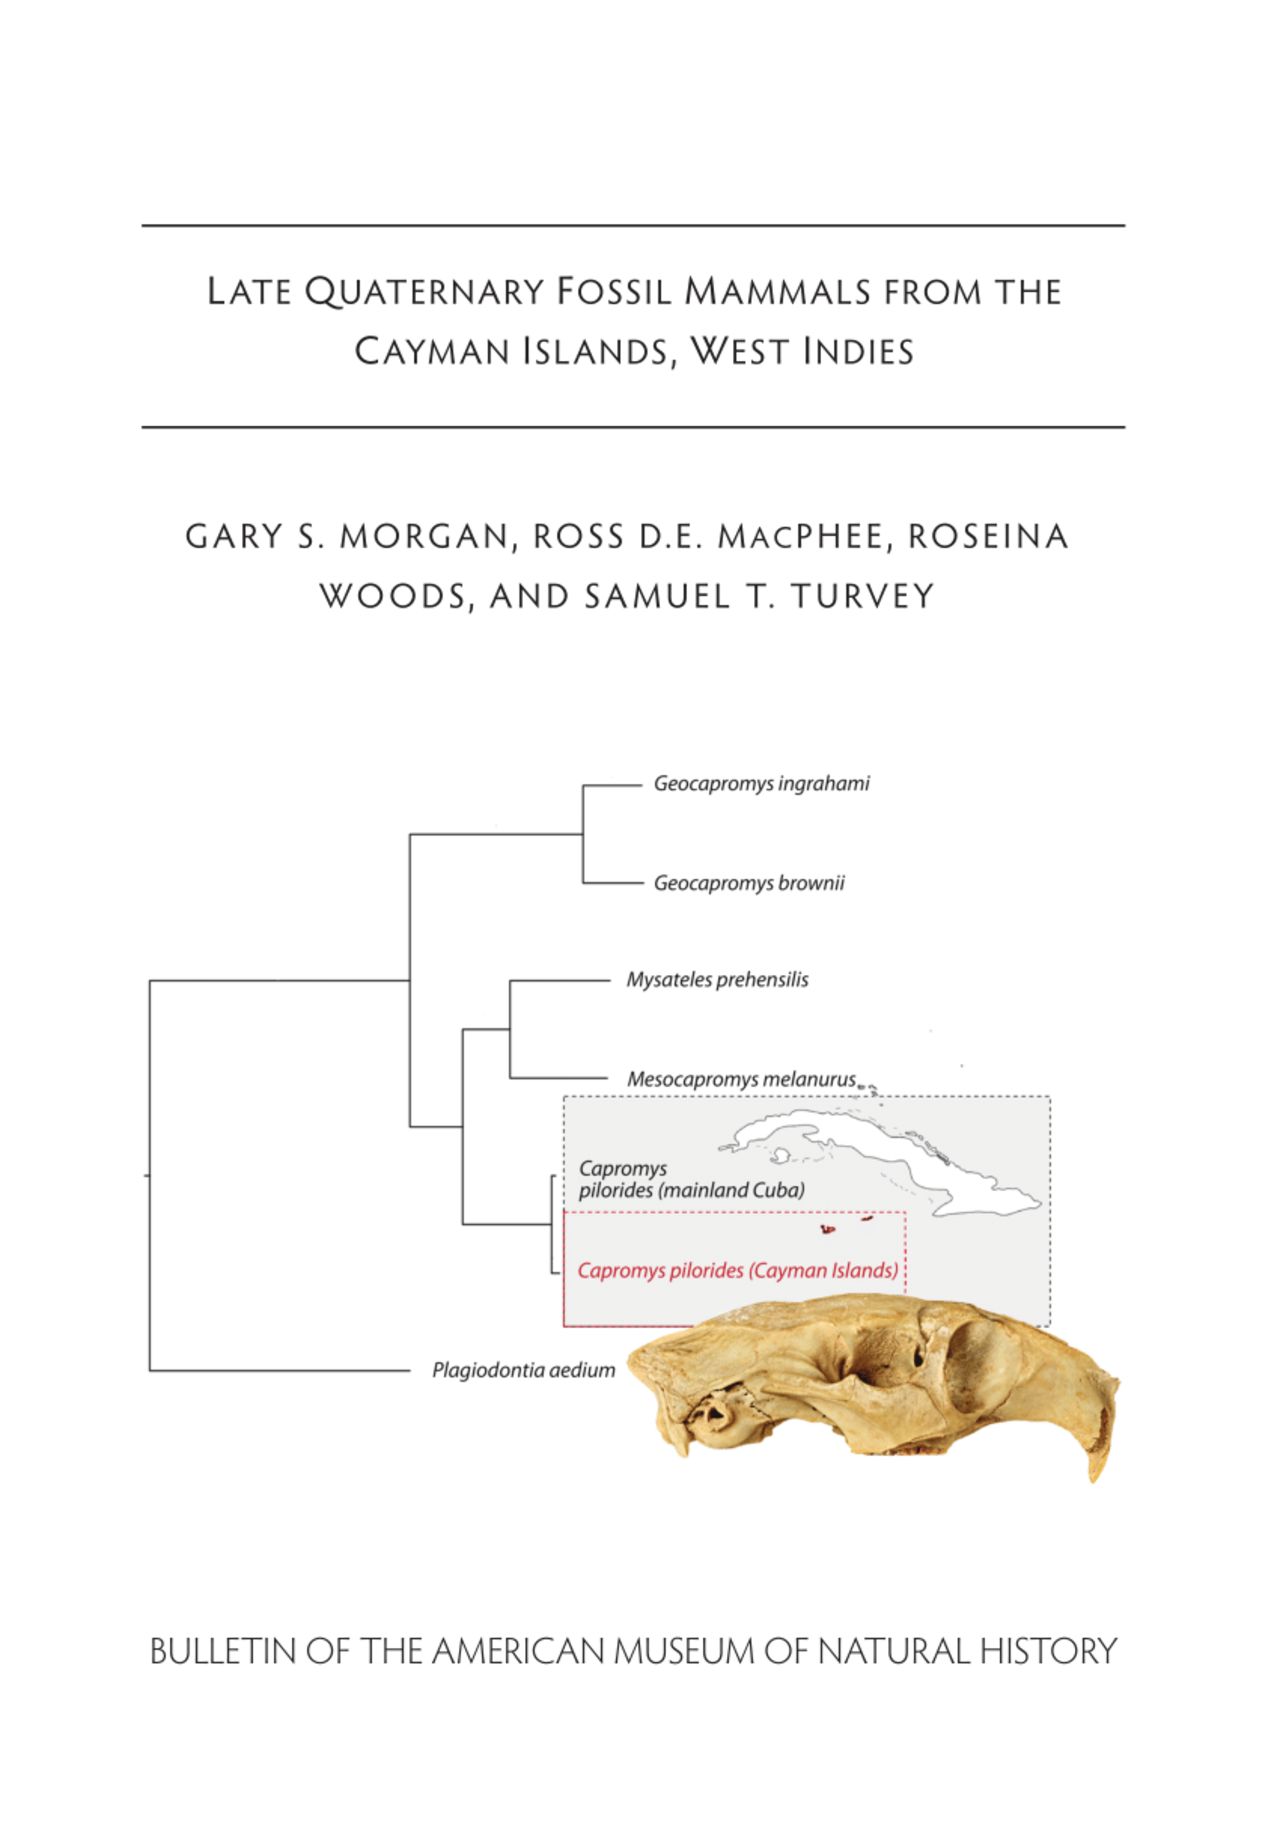 LATE QUATERNARY FOSSIL MAMMALS FROM THE
CAYMAN ISLANDS, WEST INDIES
GARY S. MORGAN, ROSS D.E. MACPHEE, ROSEINA
WOODS, AND SAMUEL T. TURVEY
Geocapromys ingrahami
Geocapromys brownii
Mysateles prehensilis
Mesocapromys melanurus
Capromys
pilorides (mainland Cuba)
Capromys pilorides (Cayman Islands)
Plagiodontia aedium
BULLETIN OF THE AMERICAN MUSEUM OF NATURAL HISTORY